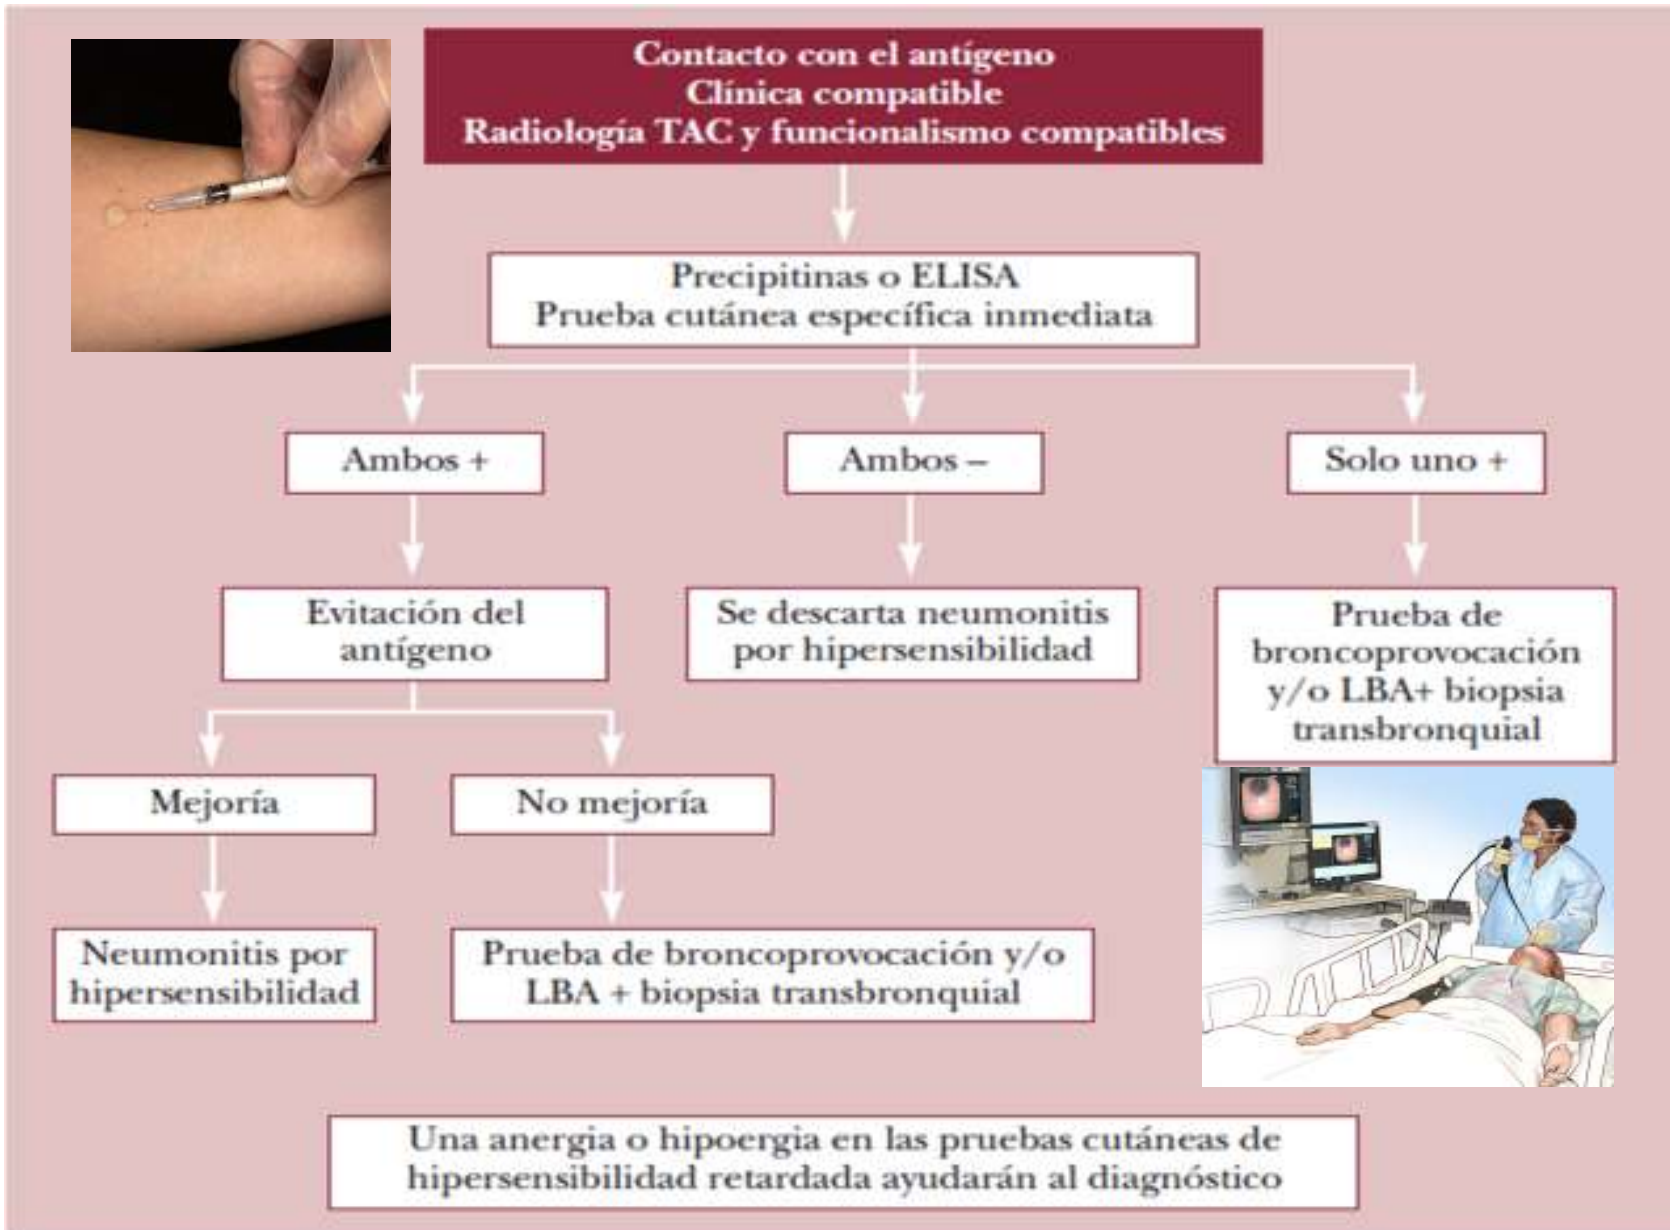 Contacto con el antígeno
Clínica compatible
Radiología TAC y funcionalismo compatibles
Precipitinas o ELISA
Prueba cutánea específica inmediata
Ambos +
Ambos –
Solo uno +
Evitación del
antígeno
Se descarta neumonitis
por hipersensibilidad
Prueba de
broncoprovocación
y/o LBA+ biopsia
transbronquial
Mejoría
No mejoría
Neumonitis por
hipersensibilidad
Prueba de broncoprovocación y/o
LBA + biopsia transbronquial
Una anergia o hipoergia en las pruebas cutáneas de
hipersensibilidad retardada ayudarán al diagnóstico